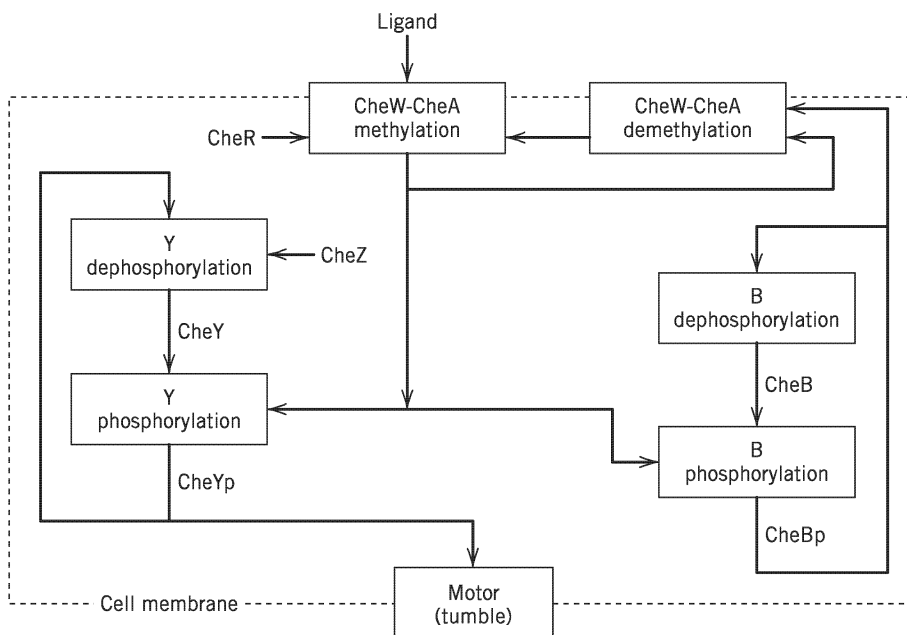 Ligand
CheW-CheA
methylation
CheW-CheA
demethylation
CheR
Y
dephosphorylation
CheZ
B
dephosphorylation
CheY
CheB
Y
phosphorylation
B
phosphorylation
CheYp
CheBp
Motor
(tumble)
Cell membrane